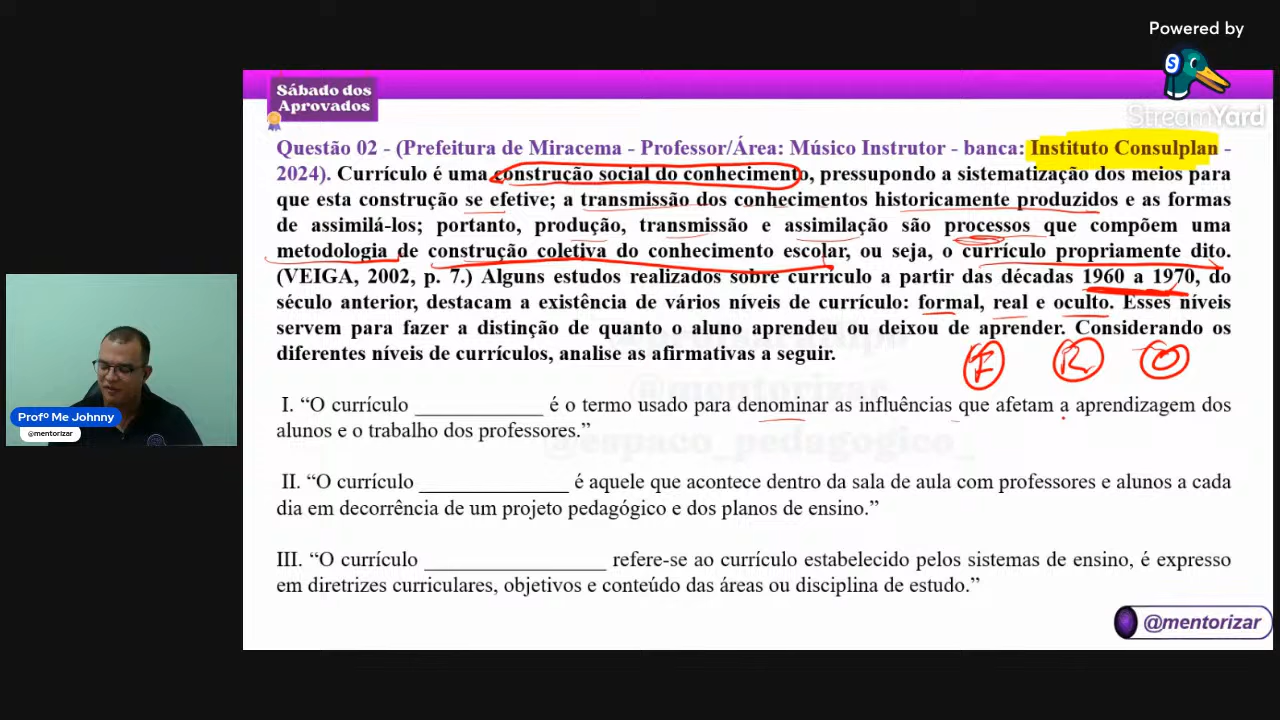 Powered by
S
StreamYard
Sábado dos
Aprovados
Questão 02 - (Prefeitura de Miracema - Professor/Área: Músico Instrutor - banca: Instituto Consulplan -
2024). Currículo é uma construção social do conhecimento, pressupondo a sistematização dos meios para
que esta construção se efetive; a transmissão dos conhecimentos historicamente produzidos e as formas
de assimilá-los; portanto, produção, transmissão e assimilação são processos que compõem uma
metodologia de construção coletiva do conhecimento escolar, ou seja, o currículo propriamente dito.
(VEIGA, 2002, p. 7.) Alguns estudos realizados sobre currículo a partir das décadas 1960 a 1970, do
século anterior, destacam a existência de vários níveis de currículo: formal, real e oculto. Esses níveis
servem para fazer a distinção de quanto o aluno aprendeu ou deixou de aprender. Considerando os
diferentes níveis de currículos, analise as afirmativas a seguir.
F R O
@mentorizar
I. “O currículo ____________ é o termo usado para denominar as influências que afetam a aprendizagem dos
alunos e o trabalho dos professores.”
@espaco_pedagogico_
II. “O currículo ______________ é aquele que acontece dentro da sala de aula com professores e alunos a cada
dia em decorrência de um projeto pedagógico e dos planos de ensino.”
III. “O currículo _________________ refere-se ao currículo estabelecido pelos sistemas de ensino, é expresso
em diretrizes curriculares, objetivos e conteúdo das áreas ou disciplina de estudo.”
@mentorizar
Profº Me Johnny
@mentorizar